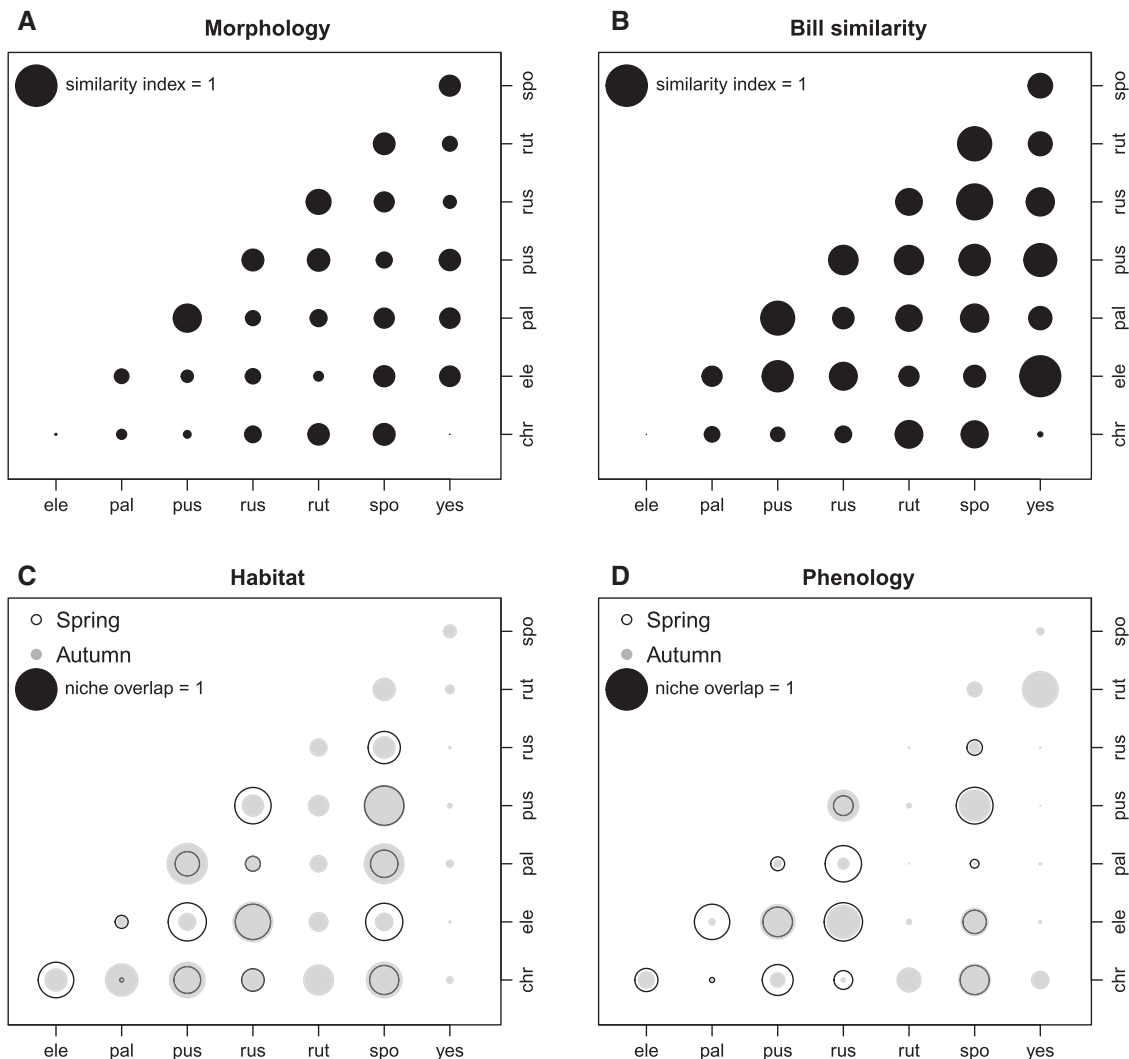 A
Morphology
similarity index = 1
spo
rut
rus
pus
pal
ele
chr
ele pal pus rus rut spo yes
B
Bill similarity
similarity index = 1
spo
rut
rus
pus
pal
ele
chr
ele pal pus rus rut spo yes
C
Habitat
Spring
Autumn
niche overlap = 1
spo
rut
rus
pus
pal
ele
chr
ele pal pus rus rut spo yes
D
Phenology
Spring
Autumn
niche overlap = 1
spo
rut
rus
pus
pal
ele
chr
ele pal pus rus rut spo yes